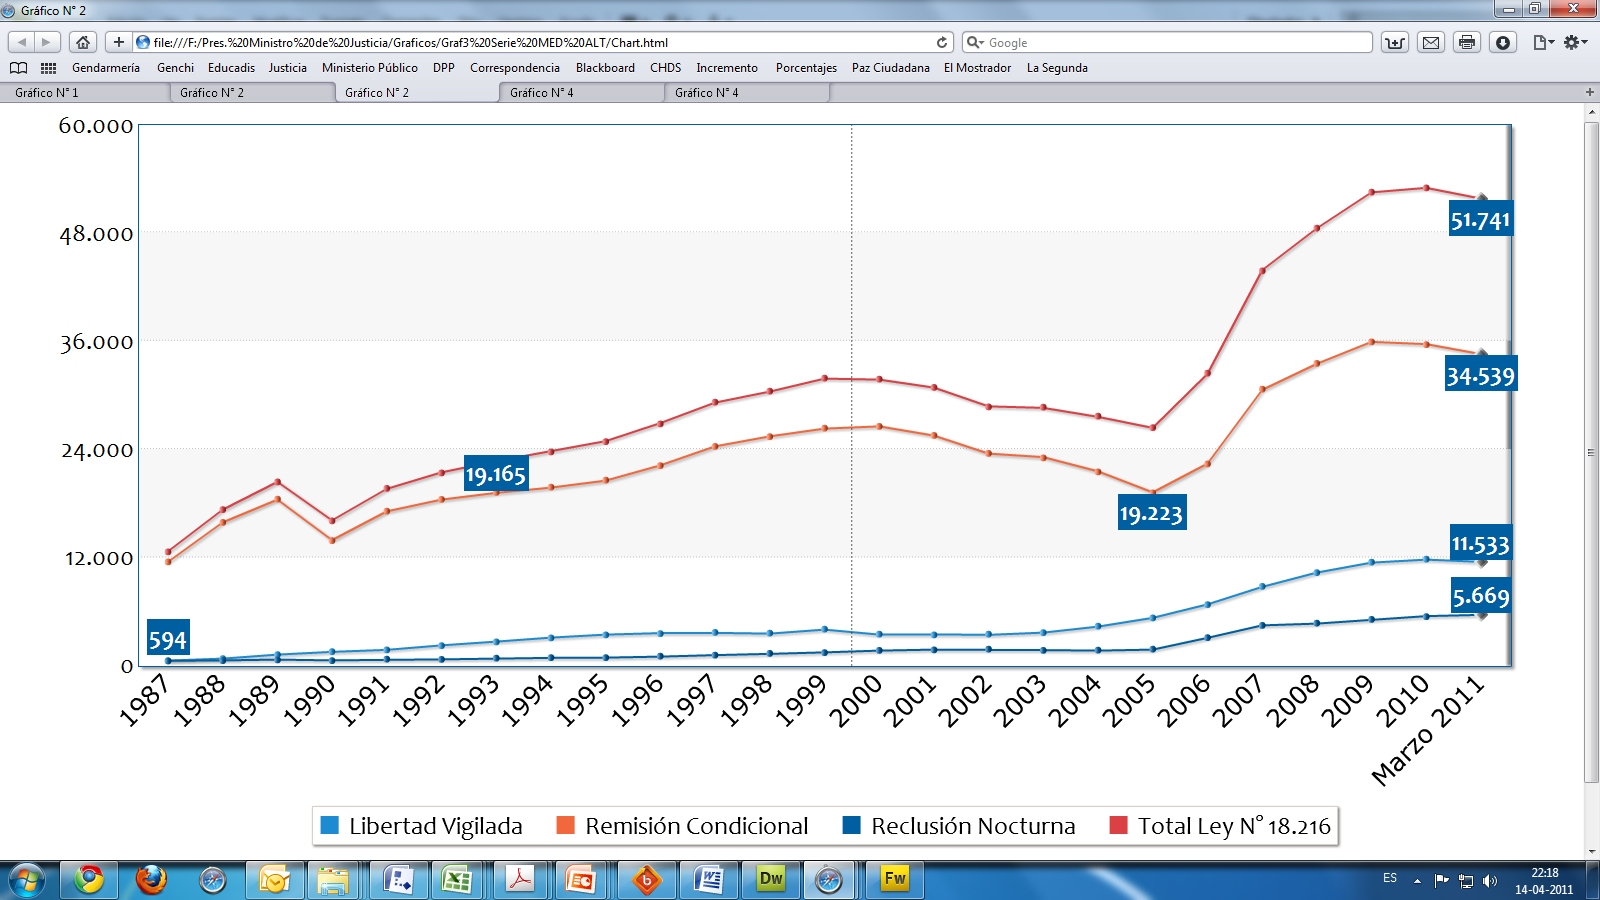 Gráfico N° 2
file:///F:/Pres.%20Ministro%20de%20Justicia/Graficos/Graf3%20Serie%20MED%20ALT/Chart.html
Google
Gendarmería Genchi Educadis Justicia Ministerio Público DPP Correspondencia Blackboard CHDS Incremento Porcentajes Paz Ciudadana El Mostrador La Segunda
Gráfico N° 1 Gráfico N° 2 Gráfico N° 2 Gráfico N° 4 Gráfico N° 4
60.000
48.000
36.000
24.000
12.000
0
51.741
34.539
19.165
19.223
11.533
5.669
594
1987 1988 1989 1990 1991 1992 1993 1994 1995 1996 1997 1998 1999 2000 2001 2002 2003 2004 2005 2006 2007 2008 2009 2010 Marzo 2011
Libertad Vigilada Remisión Condicional Reclusión Nocturna Total Ley N° 18.216
Dw Fw
ES
22:18
14-04-2011